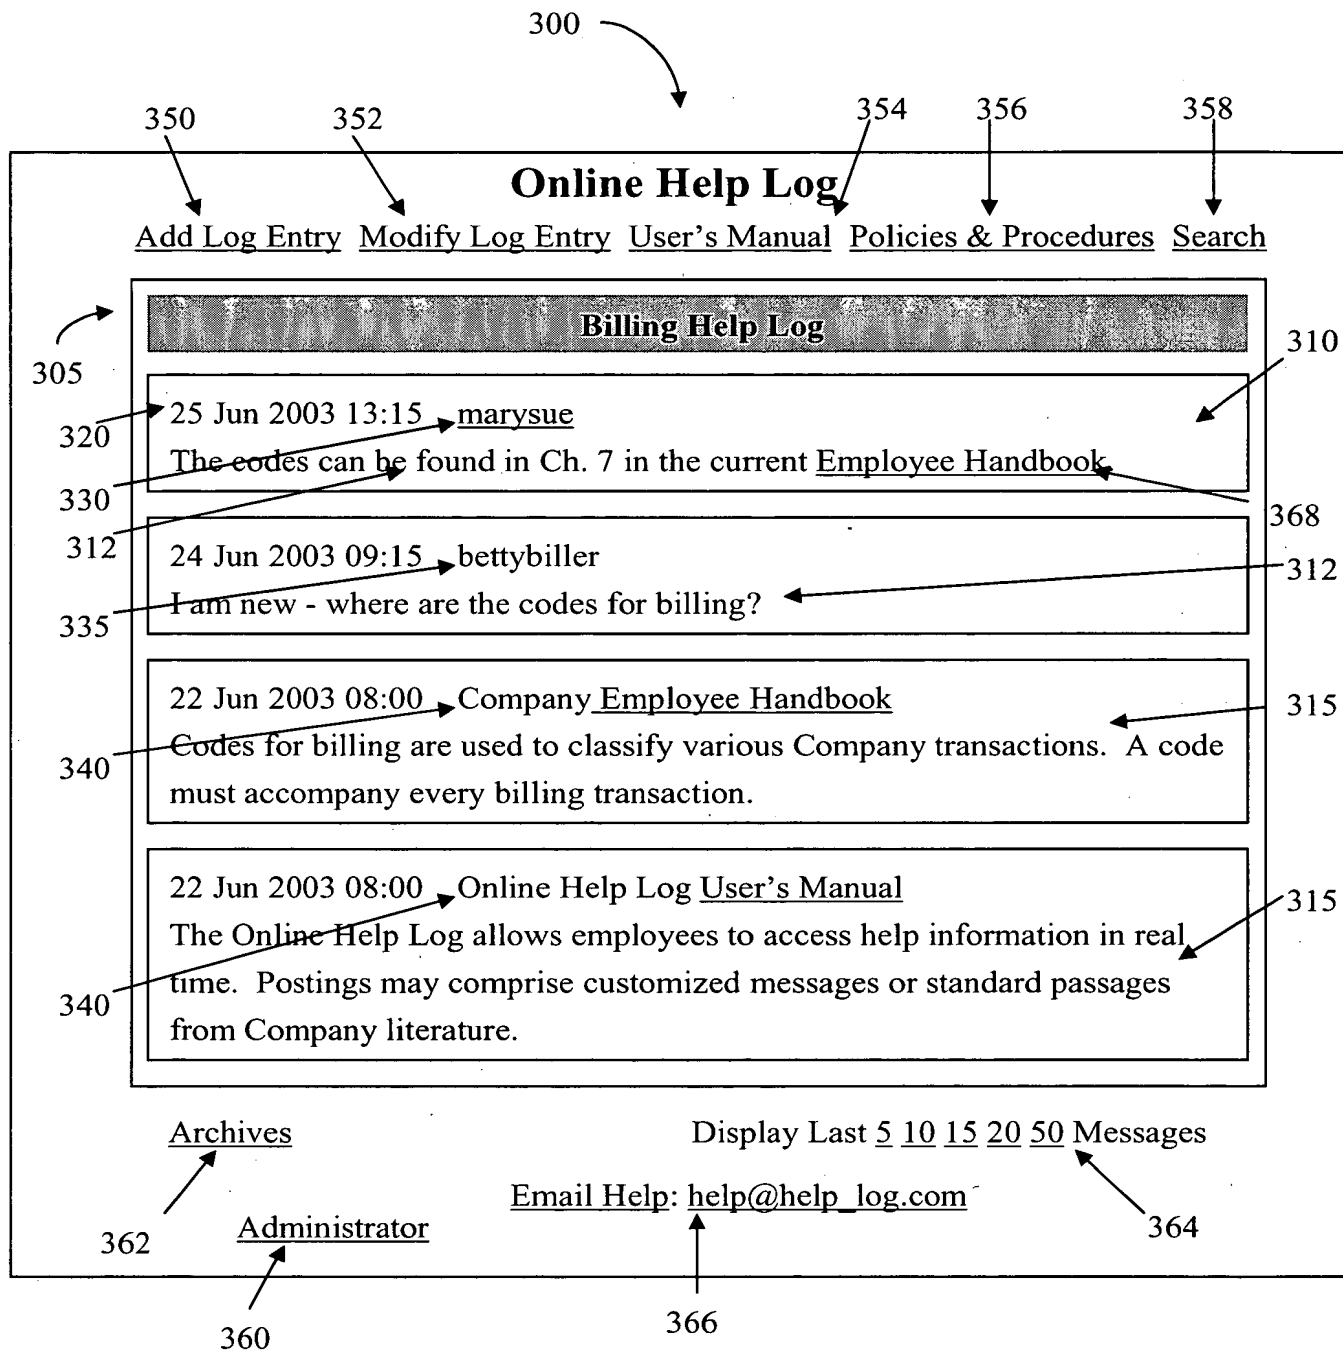 300
350 352 354 356 358
Online Help Log
Add Log Entry Modify Log Entry User's Manual Policies & Procedures Search
305
Billing Help Log
310
320
25 Jun 2003 13:15 marysue
330
The codes can be found in Ch. 7 in the current Employee Handbook
368
312
24 Jun 2003 09:15 bettybiller
312
335
I am new - where are the codes for billing?
22 Jun 2003 08:00 Company Employee Handbook
315
340
Codes for billing are used to classify various Company transactions. A code
must accompany every billing transaction.
22 Jun 2003 08:00 Online Help Log User's Manual
315
The Online Help Log allows employees to access help information in real
340
time. Postings may comprise customized messages or standard passages
from Company literature.
Archives Display Last 5 10 15 20 50 Messages
Email Help: help@help_log.com
362 Administrator 364
360 366